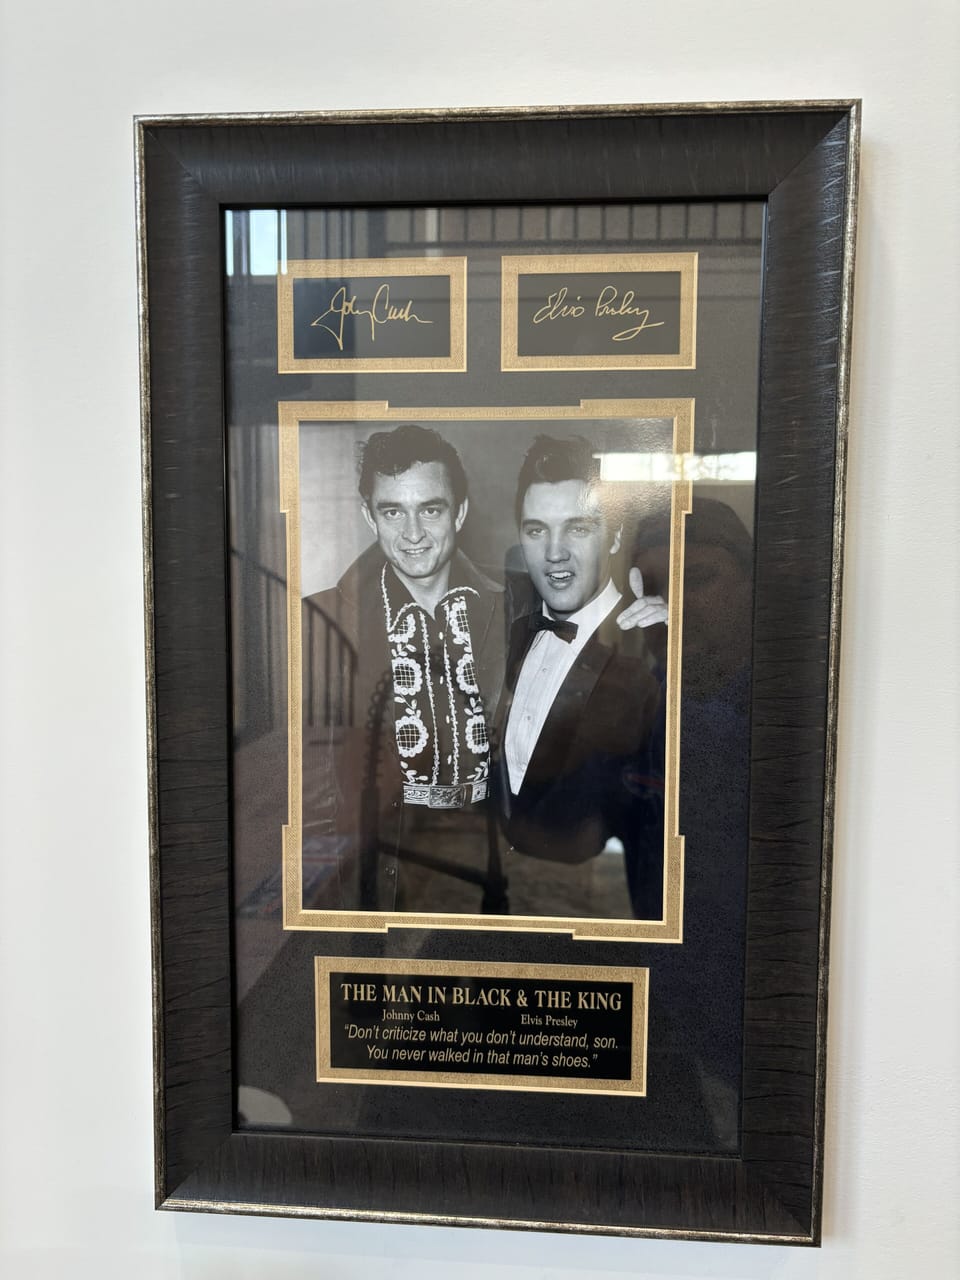 Johnny Cash
Elvis Presley
THE MAN IN BLACK & THE KING
Johnny Cash Elvis Presley
“Don’t criticize what you don’t understand, son.
You never walked in that man’s shoes.”